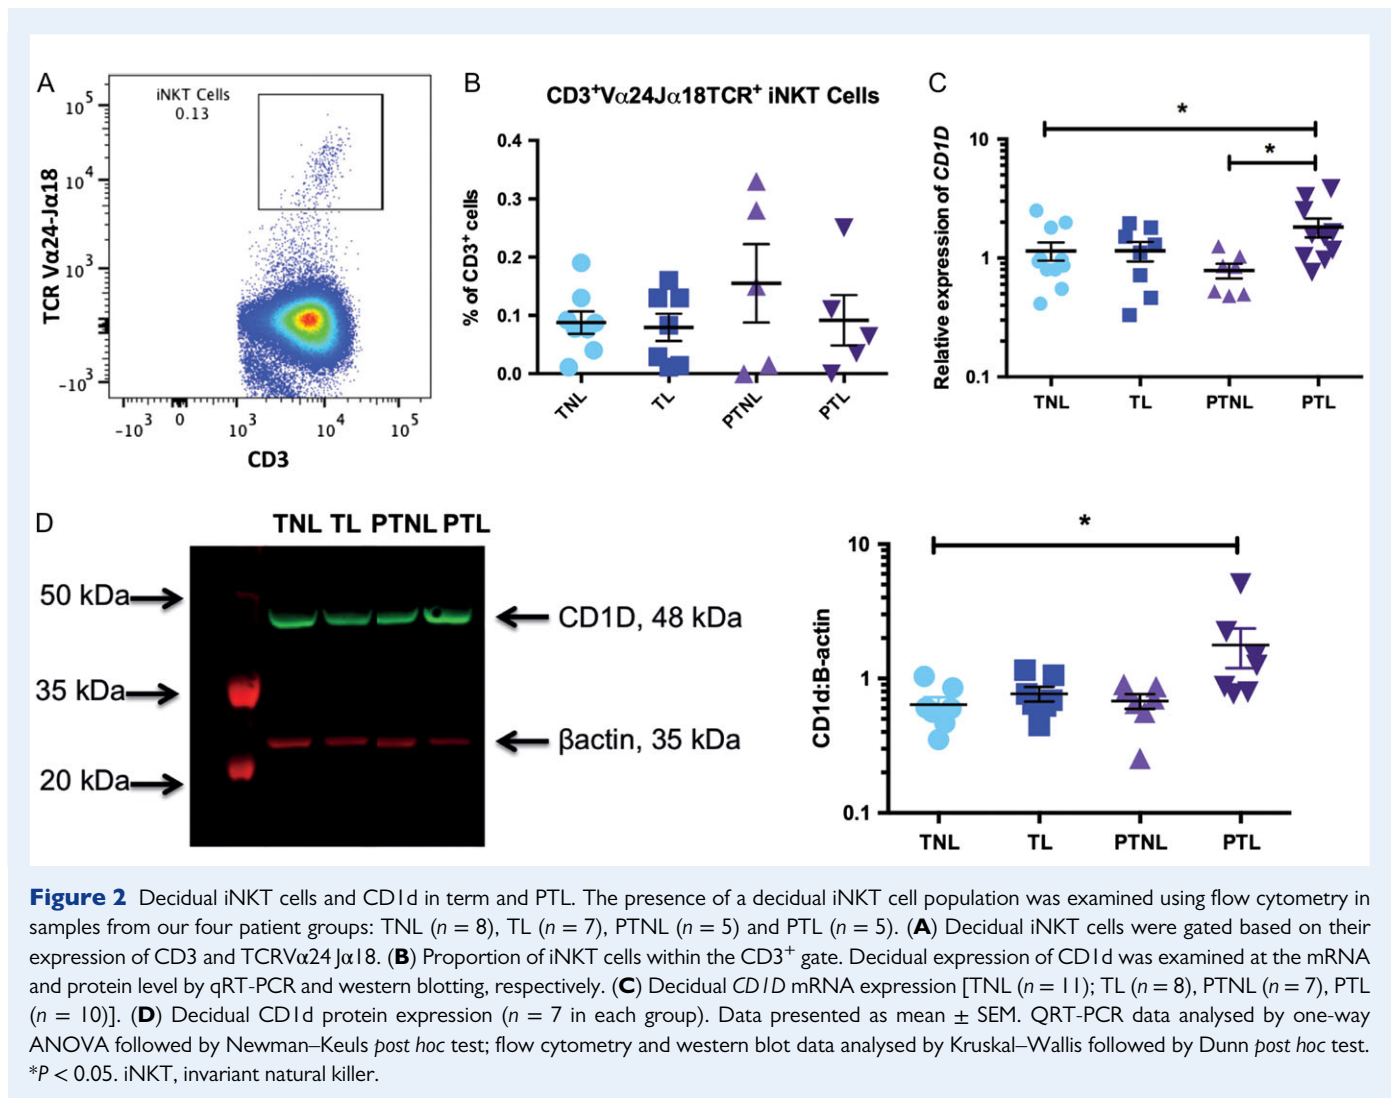 A
iNKT Cells
0.13
10⁵
10⁴
10³
-10³
TCR Vα24-Jα18
-10³ 0 10³ 10⁴ 10⁵
CD3
B
CD3⁺Vα24Jα18TCR⁺ iNKT Cells
% of CD3⁺ cells
0.4
0.3
0.2
0.1
0.0
TNL TL PTNL PTL
C
Relative expression of CD1D
10
1
0.1
*
*
TNL TL PTNL PTL
D
TNL TL PTNL PTL
50 kDa
35 kDa
20 kDa
CD1D, 48 kDa
βactin, 35 kDa
CD1d:B-actin
10
1
0.1
*
TNL TL PTNL PTL
Figure 2 Decidual iNKT cells and CD1d in term and PTL. The presence of a decidual iNKT cell population was examined using flow cytometry in
samples from our four patient groups: TNL (n = 8), TL (n = 7), PTNL (n = 5) and PTL (n = 5). (A) Decidual iNKT cells were gated based on their
expression of CD3 and TCRVα24 Jα18. (B) Proportion of iNKT cells within the CD3⁺ gate. Decidual expression of CD1d was examined at the mRNA
and protein level by qRT-PCR and western blotting, respectively. (C) Decidual CD1D mRNA expression [TNL (n = 11); TL (n = 8), PTNL (n = 7), PTL
(n = 10)]. (D) Decidual CD1d protein expression (n = 7 in each group). Data presented as mean ± SEM. QRT-PCR data analysed by one-way
ANOVA followed by Newman–Keuls post hoc test; flow cytometry and western blot data analysed by Kruskal–Wallis followed by Dunn post hoc test.
*P < 0.05. iNKT, invariant natural killer.